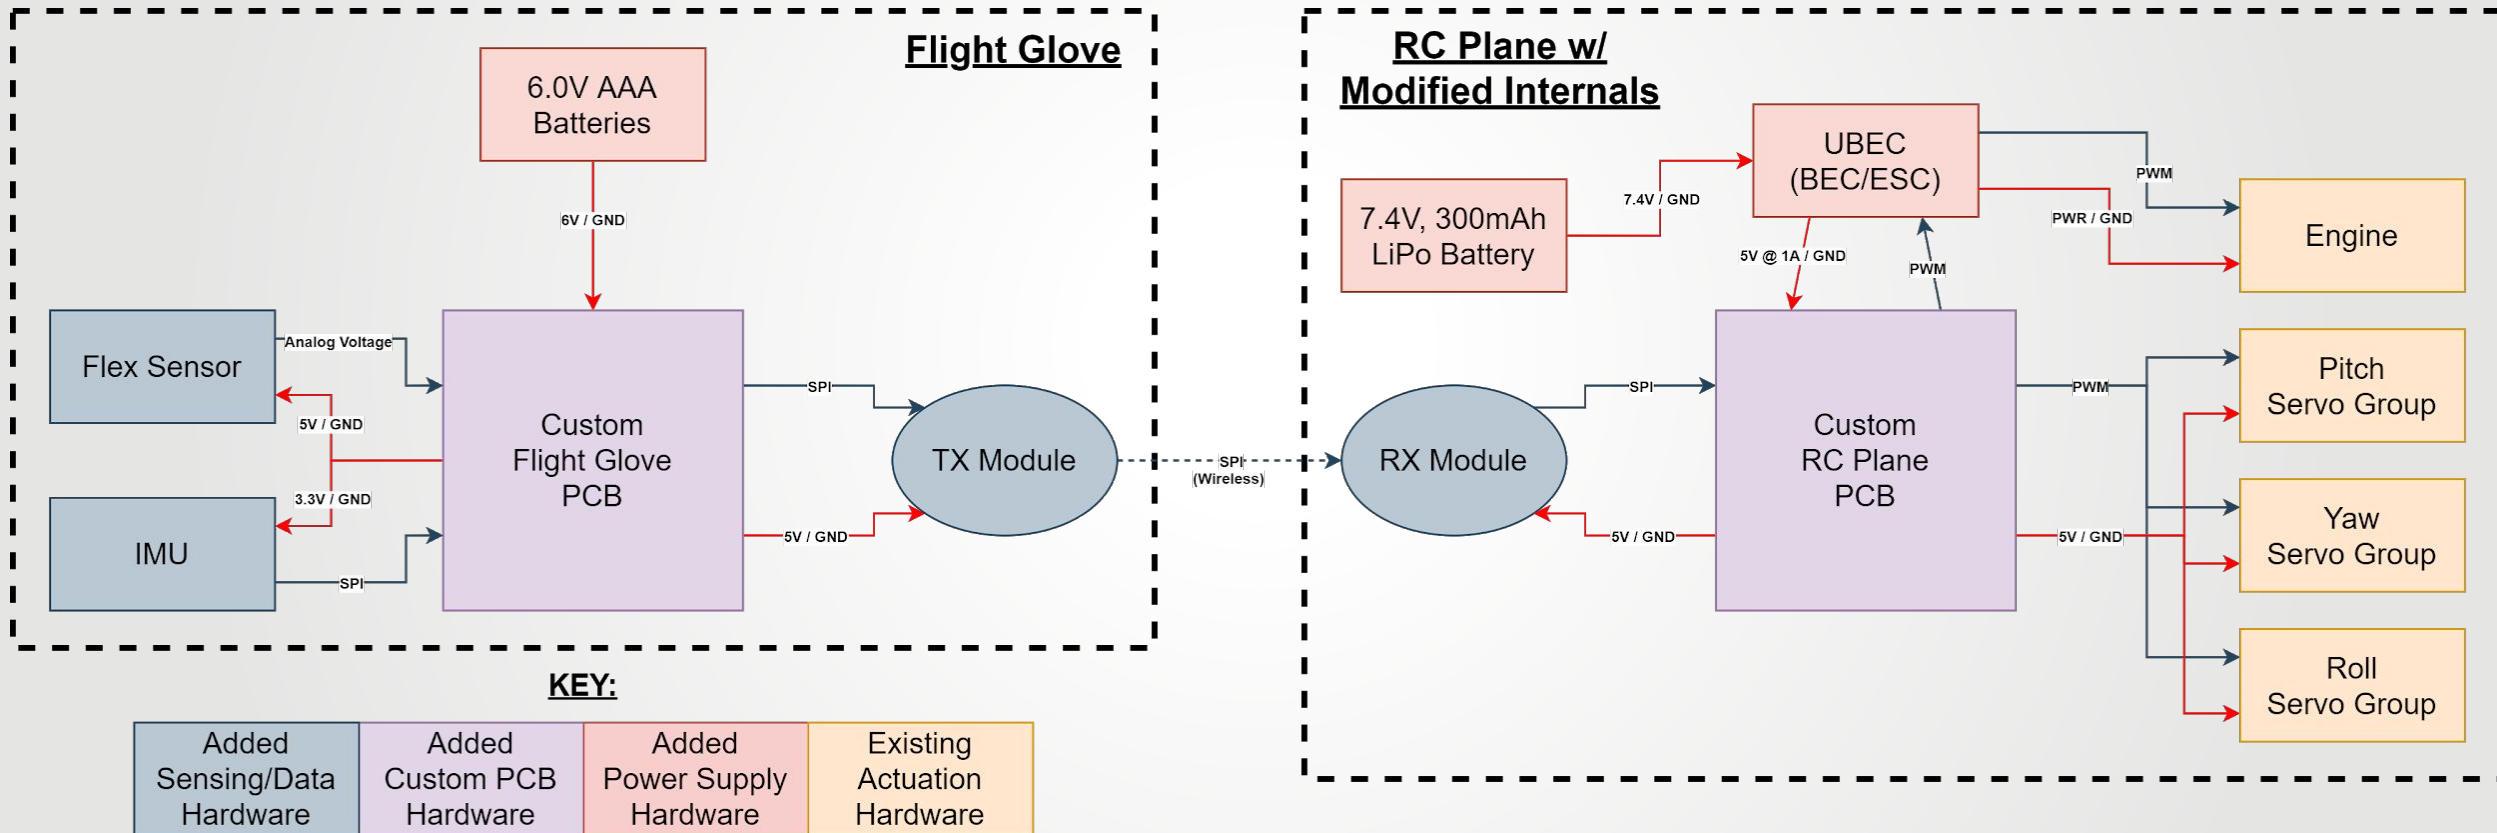 Flight Glove
6.0V AAA
Batteries
6V / GND
Flex Sensor
Analog Voltage
5V / GND
3.3V / GND
IMU
SPI
Custom
Flight Glove
PCB
SPI
5V / GND
TX Module
SPI
(Wireless)
RC Plane w/
Modified Internals
7.4V, 300mAh
LiPo Battery
7.4V / GND
UBEC
(BEC/ESC)
5V @ 1A / GND
PWM
PWM
PWR / GND
Engine
RX Module
SPI
5V / GND
Custom
RC Plane
PCB
PWM
5V / GND
Pitch
Servo Group
Yaw
Servo Group
Roll
Servo Group
KEY:
Added
Sensing/Data
Hardware
Added
Custom PCB
Hardware
Added
Power Supply
Hardware
Existing
Actuation
Hardware